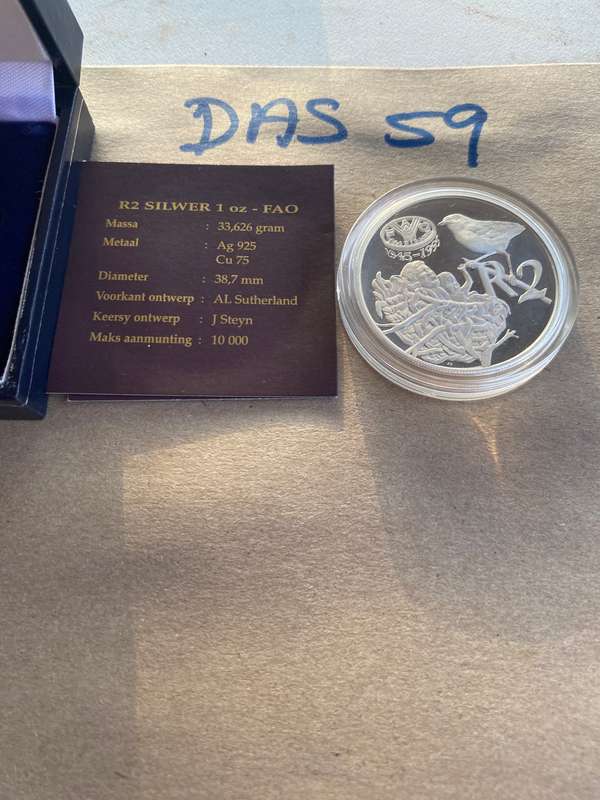 DAS 59
R2 SILWER 1 oz - FAO
Massa : 33,626 gram
Metaal : Ag 925
Cu 75
Diameter : 38,7 mm
Voorkant ontwerp : AL Sutherland
Keersy ontwerp : J Steyn
Maks aanmunting : 10 000
R2